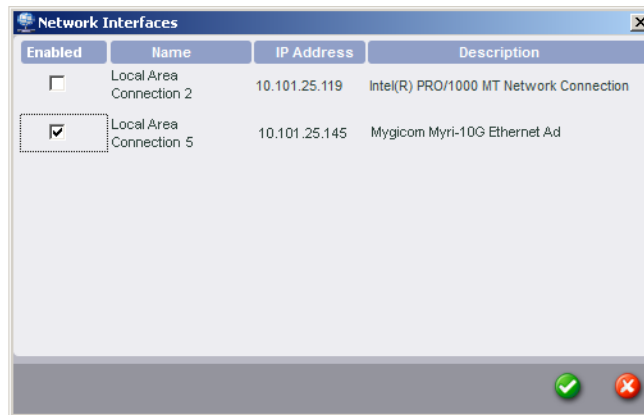 Network Interfaces
Enabled Name IP Address Description
Local Area
Connection 2
10.101.25.119 Intel(R) PRO/1000 MT Network Connection
Local Area
Connection 5
10.101.25.145 Mygicom Myri-10G Ethernet Ad